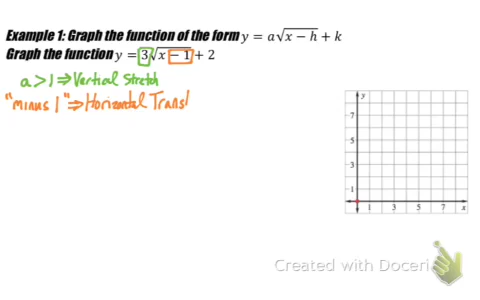 Example 1: Graph the function of the form y = a√x − h + k
Graph the function y = 3√x − 1 + 2
a > 1 ⇒ Vertical Stretch
"minus 1" ⇒ Horizontal Transl
y
7
5
3
1
1 3 5 7 x
Created with Doceri